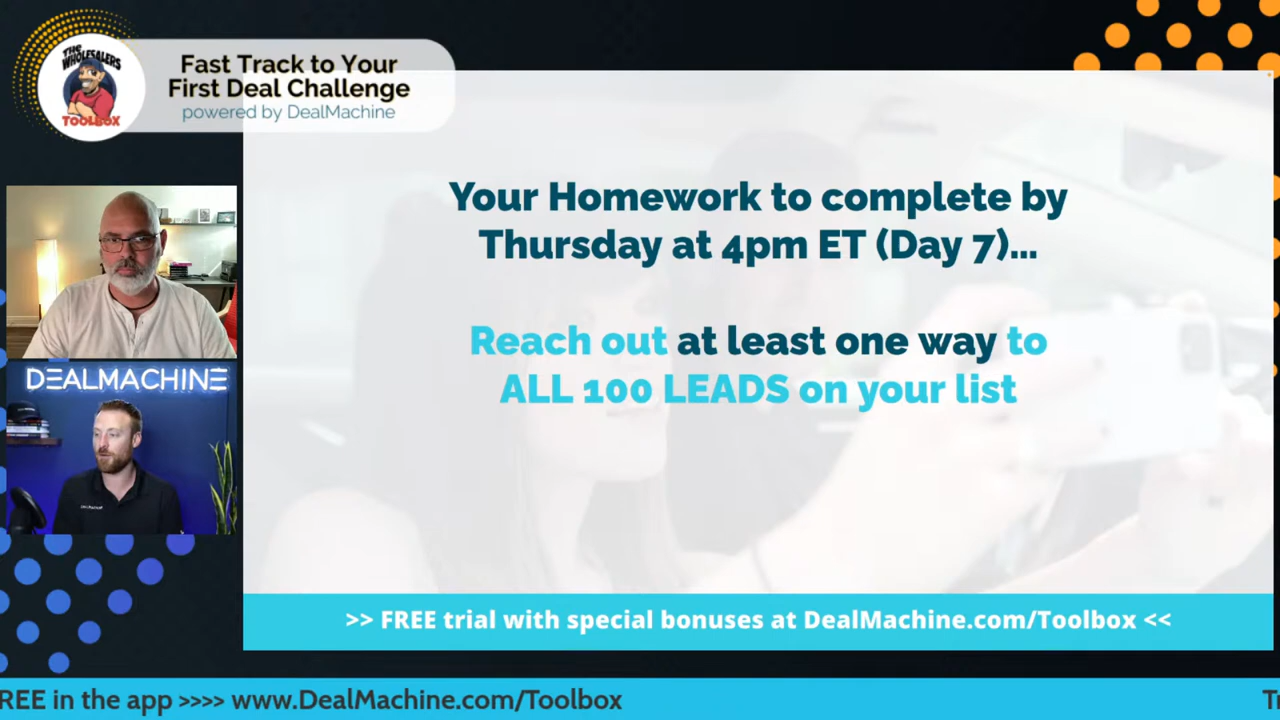 THE
WHOLESALERS
TOOLBOX
Fast Track to Your
First Deal Challenge
powered by DealMachine
Your Homework to complete by
Thursday at 4pm ET (Day 7)...
Reach out at least one way to
ALL 100 LEADS on your list
DEALMACHINE
>> FREE trial with special bonuses at DealMachine.com/Toolbox <<
REE in the app >>>> www.DealMachine.com/Toolbox